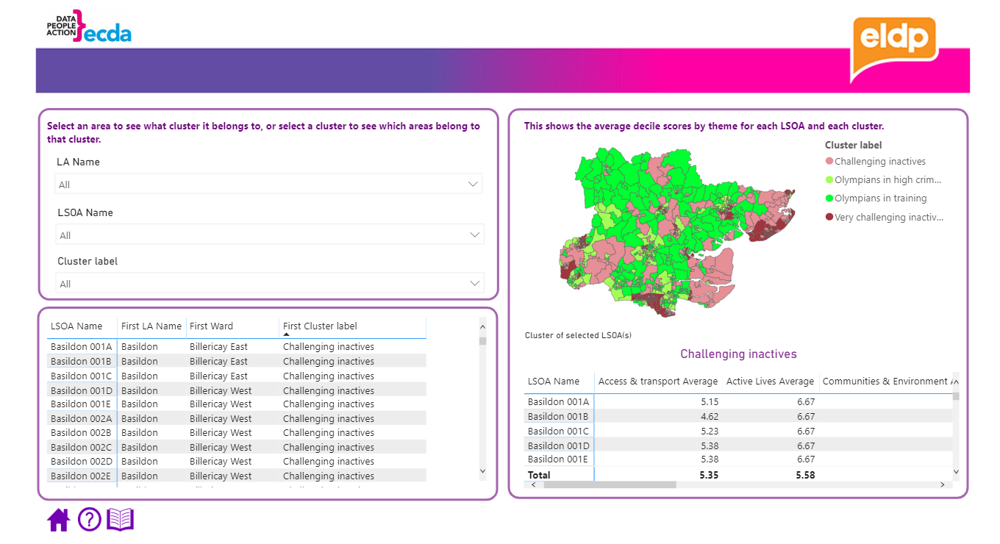 DATA
PEOPLE
ACTION
ecda
eldp
Select an area to see what cluster it belongs to, or select a cluster to see which areas belong to
that cluster.
LA Name
All
LSOA Name
All
Cluster label
All
LSOA Name First LA Name First Ward First Cluster label
Basildon 001A Basildon Billericay East Challenging inactives
Basildon 001B Basildon Billericay East Challenging inactives
Basildon 001C Basildon Billericay East Challenging inactives
Basildon 001D Basildon Billericay West Challenging inactives
Basildon 001E Basildon Billericay West Challenging inactives
Basildon 002A Basildon Billericay West Challenging inactives
Basildon 002B Basildon Billericay West Challenging inactives
Basildon 002C Basildon Billericay West Challenging inactives
Basildon 002D Basildon Billericay West Challenging inactives
Basildon 002E Basildon Billericay West Challenging inactives
This shows the average decile scores by theme for each LSOA and each cluster.
Cluster label
Challenging inactives
Olympians in high crim...
Olympians in training
Very challenging inactiv...
Cluster of selected LSOA(s)
Challenging inactives
LSOA Name Access & transport Average Active Lives Average Communities & Environment
Basildon 001A 5.15 6.67
Basildon 001B 4.62 6.67
Basildon 001C 5.23 6.67
Basildon 001D 5.38 6.67
Basildon 001E 5.38 6.67
Total 5.35 5.58
?